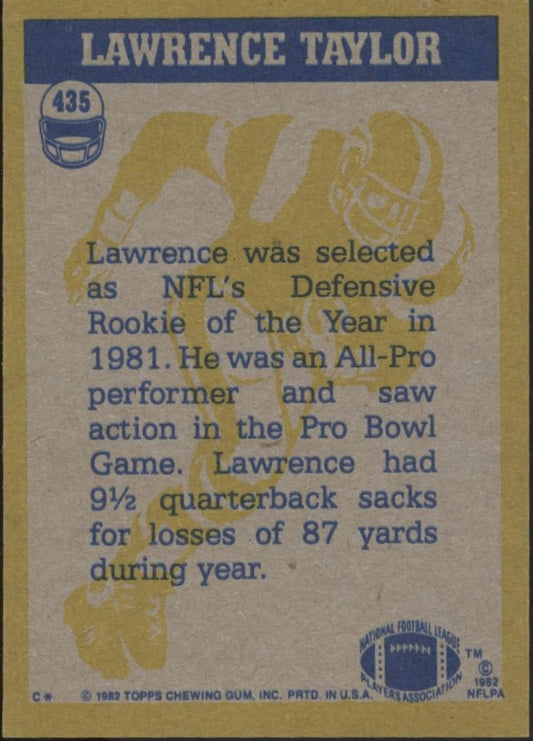 LAWRENCE TAYLOR
435
Lawrence was selected
as NFL's Defensive
Rookie of the Year in
1981. He was an All-Pro
performer and saw
action in the Pro Bowl
Game. Lawrence had
9½ quarterback sacks
for losses of 87 yards
during year.
NATIONAL FOOTBALL LEAGUE
PLAYERS ASSOCIATION
TM
©
1982
NFLPA
C* © 1982 TOPPS CHEWING GUM, INC. PRTD. IN U.S.A.